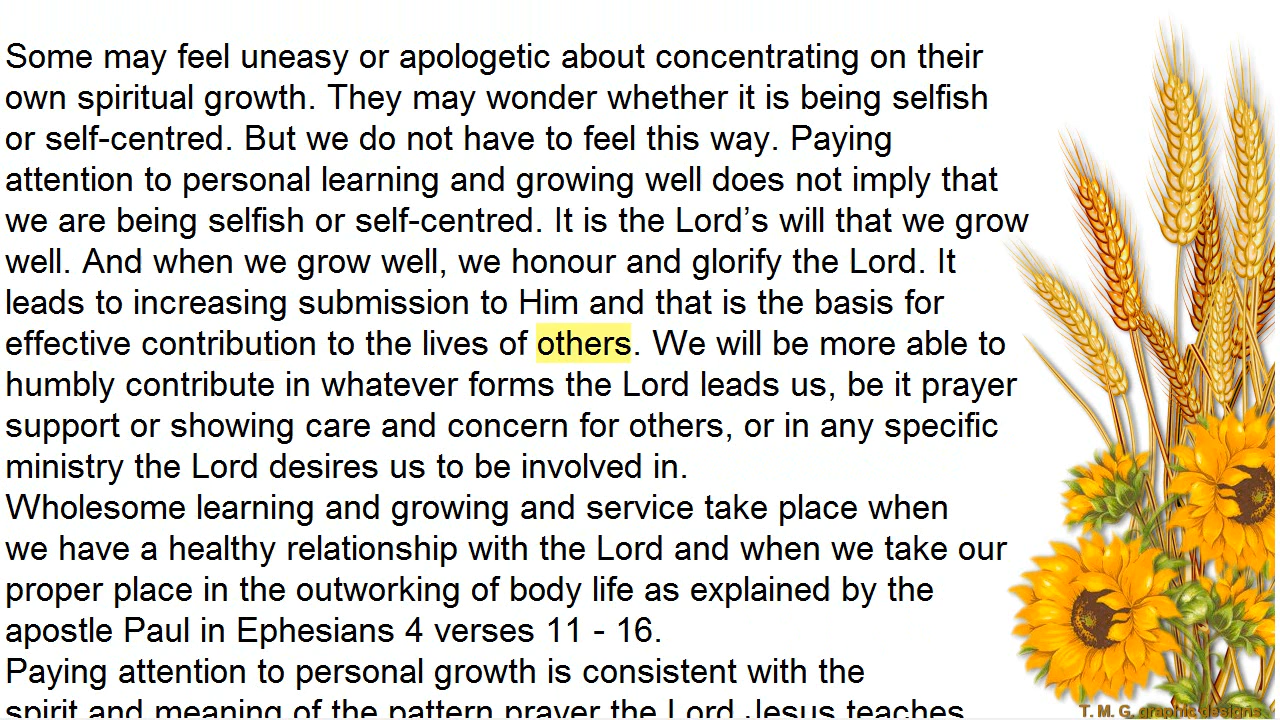 Some may feel uneasy or apologetic about concentrating on their
own spiritual growth. They may wonder whether it is being selfish
or self-centred. But we do not have to feel this way. Paying
attention to personal learning and growing well does not imply that
we are being selfish or self-centred. It is the Lord’s will that we grow
well. And when we grow well, we honour and glorify the Lord. It
leads to increasing submission to Him and that is the basis for
effective contribution to the lives of others. We will be more able to
humbly contribute in whatever forms the Lord leads us, be it prayer
support or showing care and concern for others, or in any specific
ministry the Lord desires us to be involved in.
Wholesome learning and growing and service take place when
we have a healthy relationship with the Lord and when we take our
proper place in the outworking of body life as explained by the
apostle Paul in Ephesians 4 verses 11 - 16.
Paying attention to personal growth is consistent with the
spirit and meaning of the pattern prayer the Lord Jesus teaches
T. M. G. graphic designs